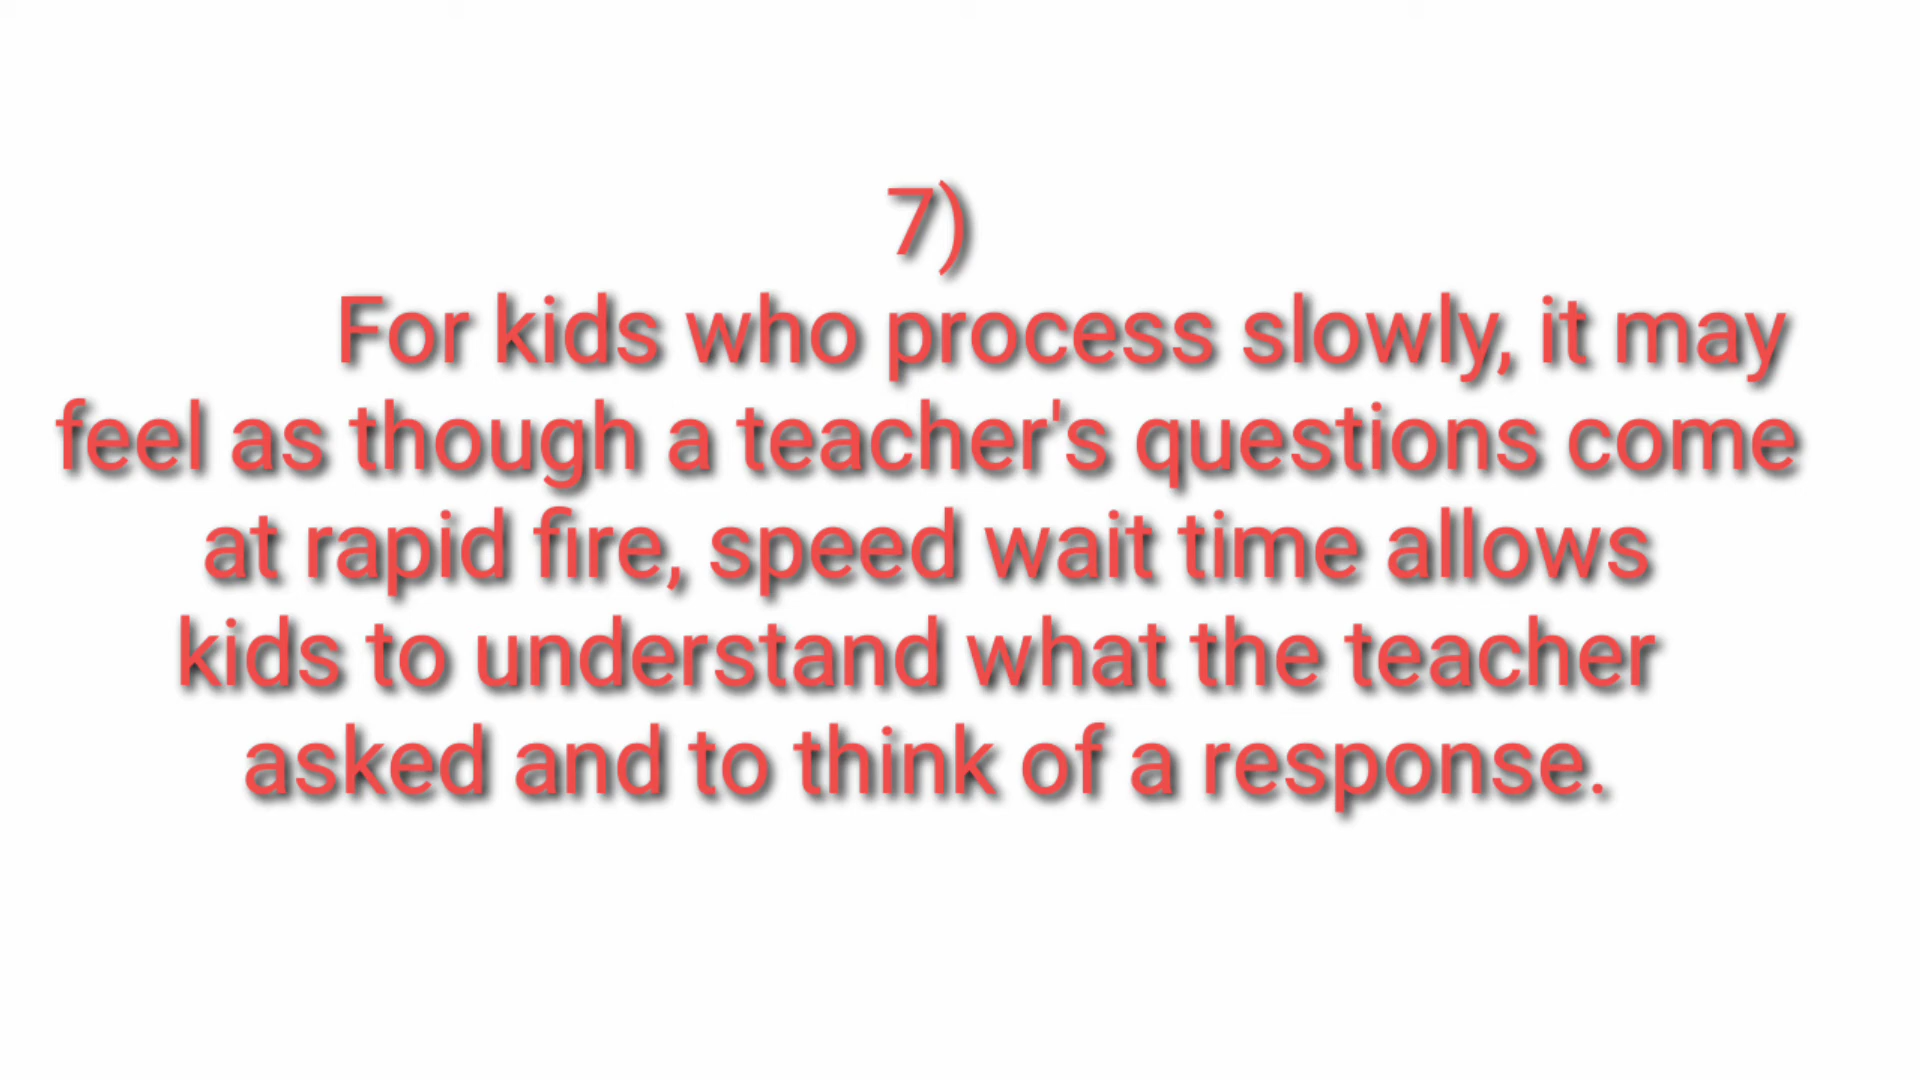 7)
For kids who process slowly, it may
feel as though a teacher's questions come
at rapid fire, speed wait time allows
kids to understand what the teacher
asked and to think of a response.